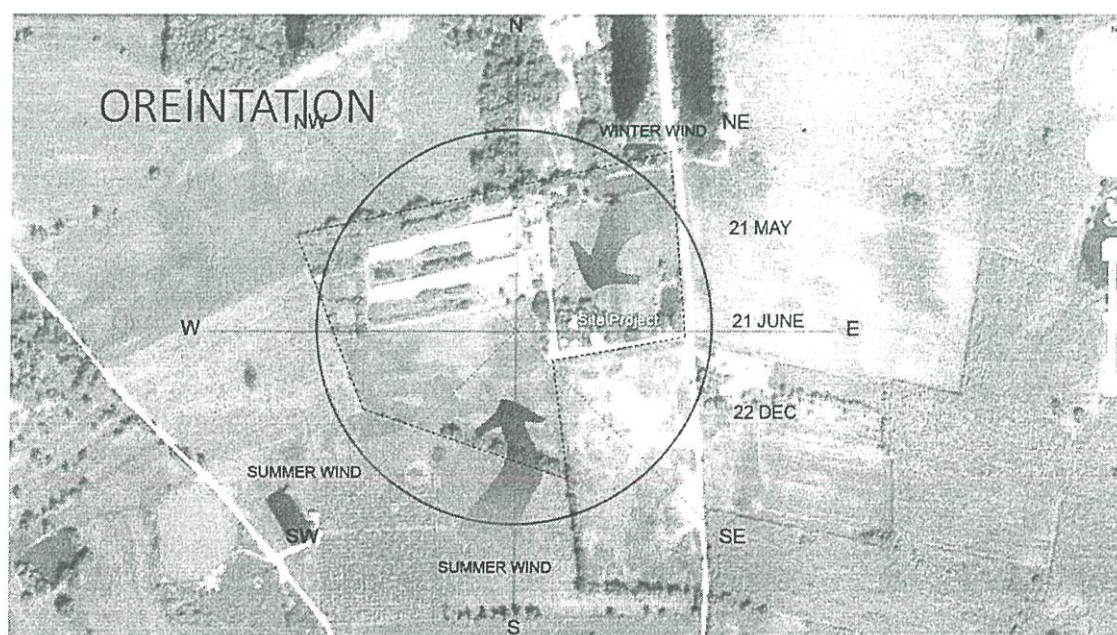 N
OREINTATION
NW
WINTER WIND
NE
21 MAY
Site Project
W
21 JUNE
E
22 DEC
SUMMER WIND
SW
SE
SUMMER WIND
S